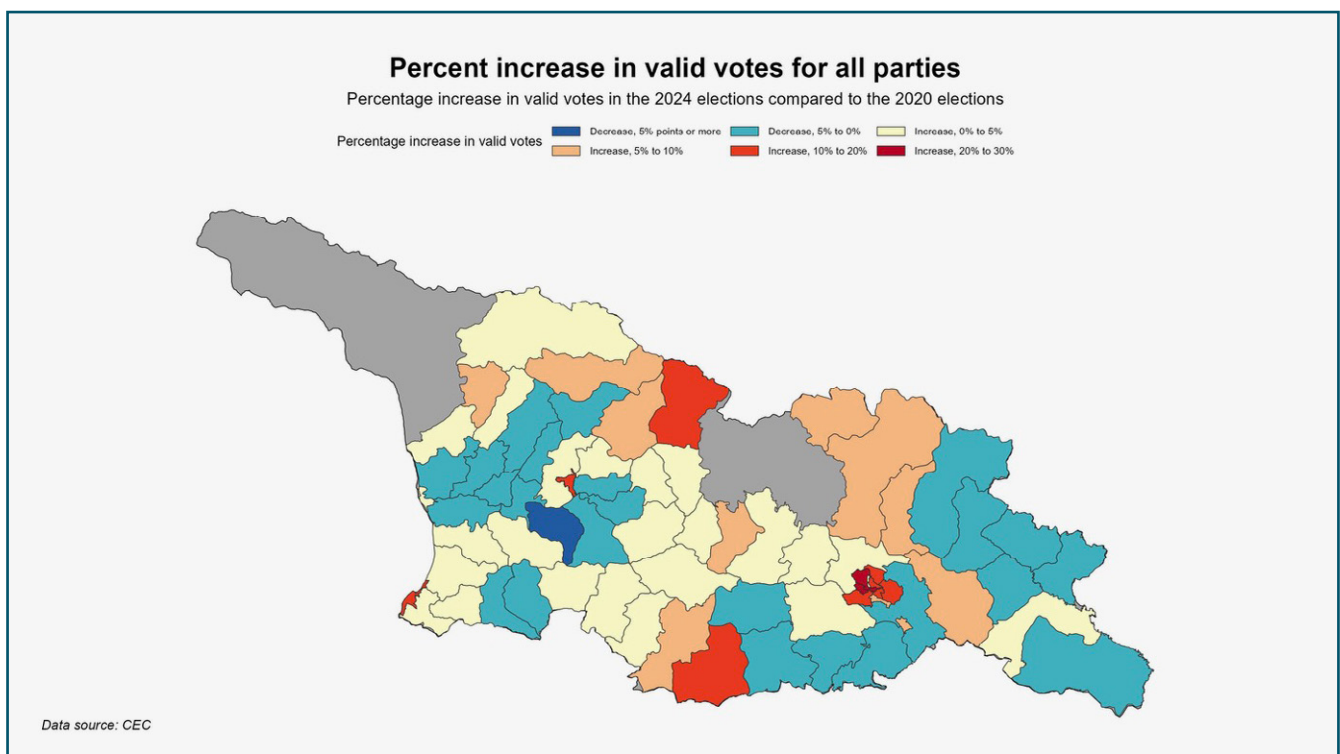 Percent increase in valid votes for all parties
Percentage increase in valid votes in the 2024 elections compared to the 2020 elections
Percentage increase in valid votes
Decrease, 5% points or more
Decrease, 5% to 0%
Increase, 0% to 5%
Increase, 5% to 10%
Increase, 10% to 20%
Increase, 20% to 30%
Data source: CEC